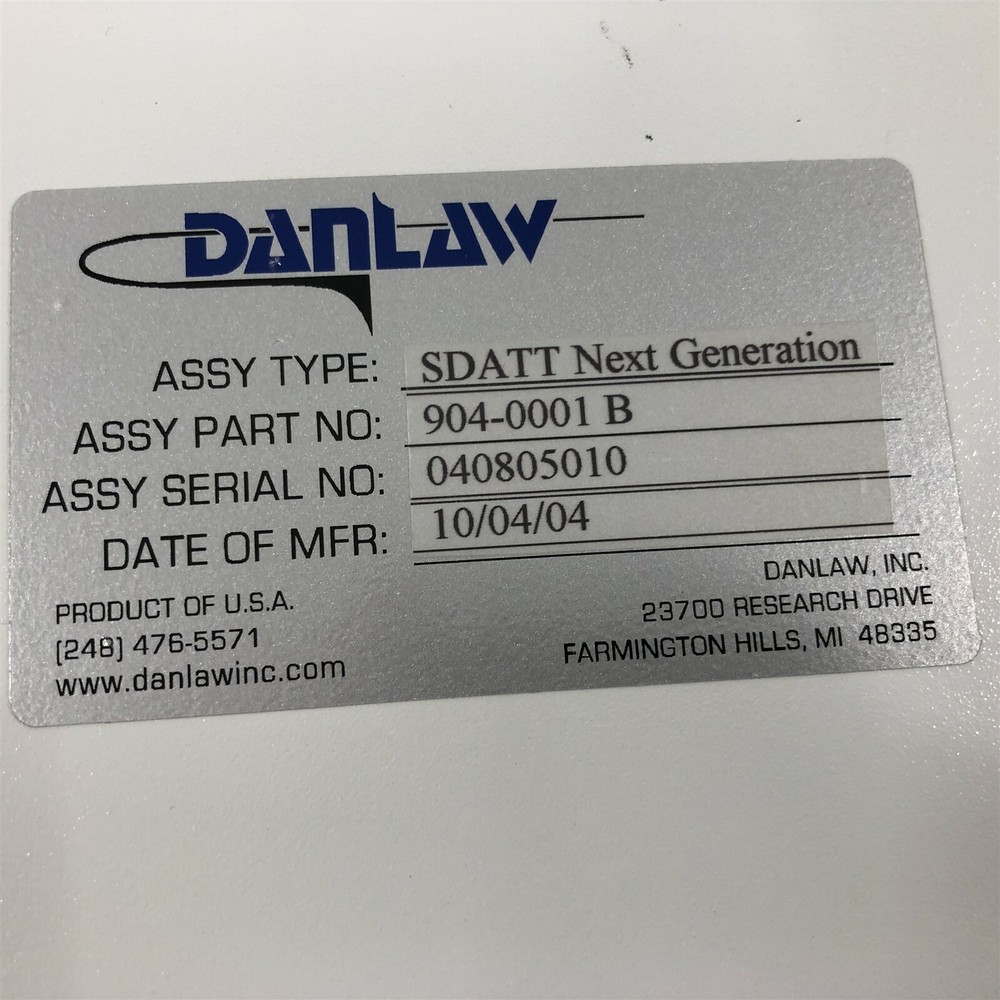 DANLAW
ASSY TYPE: SDATT Next Generation
ASSY PART NO: 904-0001 B
ASSY SERIAL NO: 040805010
DATE OF MFR: 10/04/04
PRODUCT OF U.S.A.
(248) 476-5571
www.danlawinc.com
DANLAW, INC.
23700 RESEARCH DRIVE
FARMINGTON HILLS, MI 48335